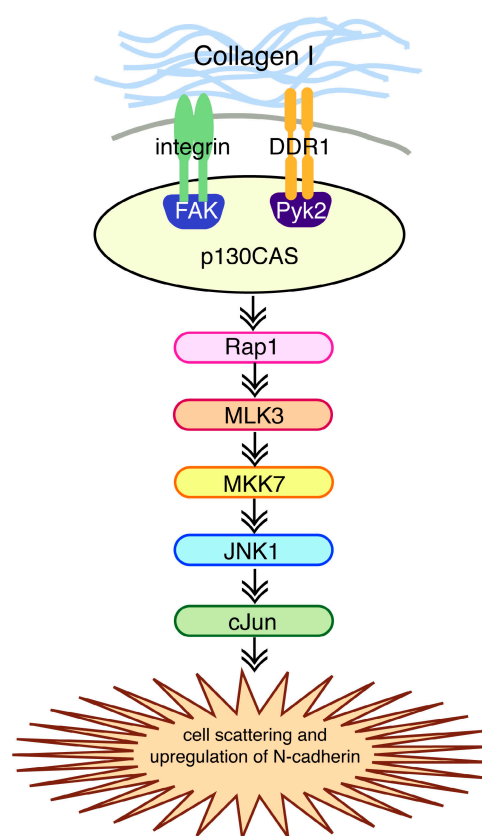 Collagen I
integrin DDR1
FAK Pyk2
p130CAS
Rap1
MLK3
MKK7
JNK1
cJun
cell scattering and
upregulation of N-cadherin